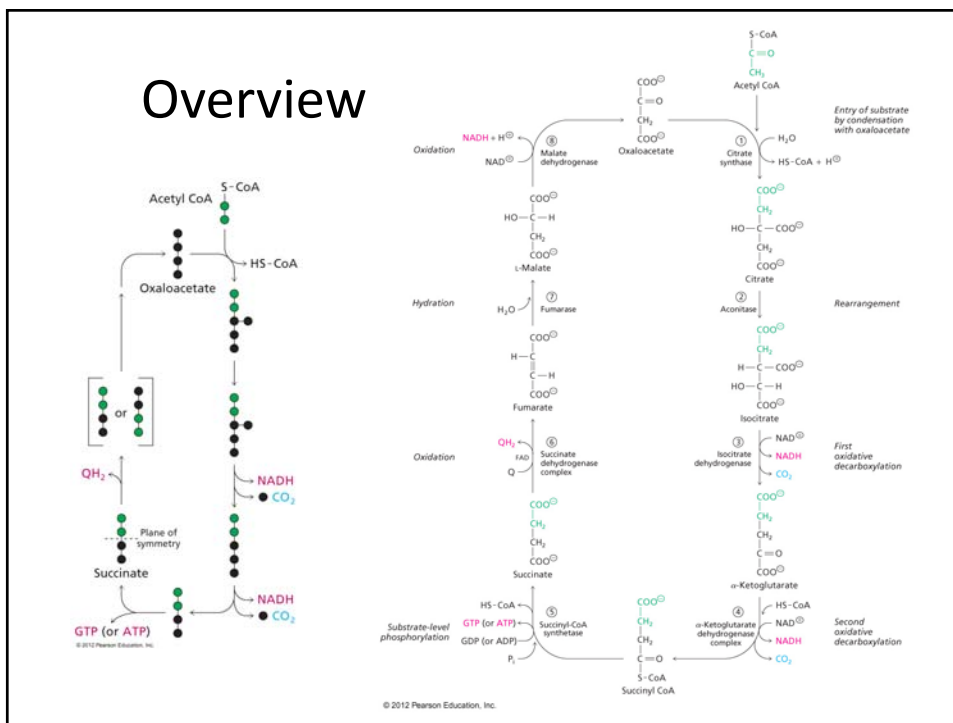 Overview
S-CoA
Acetyl CoA
HS-CoA
Oxaloacetate
or
QH₂
NADH
CO₂
Plane of
symmetry
Succinate
NADH
CO₂
GTP (or ATP)
© 2012 Pearson Education, Inc.
S-CoA
C=O
CH₂
Acetyl CoA
Entry of substrate
by condensation
with oxaloacetate
COO⊖
C=O
CH₂
COO⊖
Oxaloacetate
①
Citrate
synthase
H₂O
HS-CoA + H⊕
COO⊖
CH₂
HO—C—COO⊖
CH₂
COO⊖
Citrate
②
Aconitase
Rearrangement
COO⊖
CH₂
H—C—COO⊖
HO—C—H
COO⊖
Isocitrate
③
Isocitrate
dehydrogenase
NAD⊕
NADH
CO₂
First
oxidative
decarboxylation
COO⊖
CH₂
CH₂
C=O
COO⊖
α-Ketoglutarate
④
α-Ketoglutarate
dehydrogenase
complex
HS-CoA
NAD⊕
NADH
CO₂
Second
oxidative
decarboxylation
COO⊖
CH₂
CH₂
C=O
S-CoA
Succinyl CoA
Substrate-level
phosphorylation
⑤
Succinyl-CoA
synthetase
HS-CoA
GTP (or ATP)
GDP (or ADP)
Pᵢ
COO⊖
CH₂
CH₂
COO⊖
Succinate
Oxidation
⑥
Succinate
dehydrogenase
complex
QH₂
FAD
Q
COO⊖
H—C
C—H
COO⊖
Fumarate
Hydration
⑦
Fumarase
H₂O
COO⊖
HO—C—H
CH₂
COO⊖
L-Malate
Oxidation
⑧
Malate
dehydrogenase
NADH + H⊕
NAD⊕
© 2012 Pearson Education, Inc.